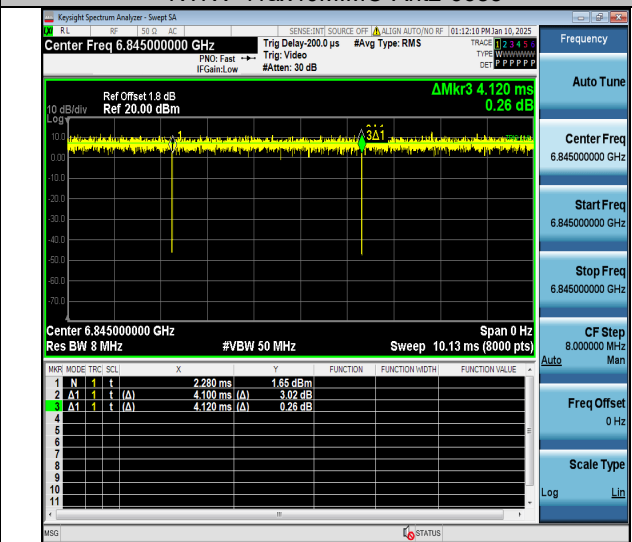 Keysight Spectrum Analyzer - Swept SA
RL RF 50 Ω AC SENSE:INT SOURCE OFF ALIGN AUTO/NO RF 01:12:10 PM Jan 10, 2025
Center Freq 6.845000000 GHz
PNO: Fast
IFGain:Low
Trig Delay-200.0 µs
Trig: Video
#Atten: 30 dB
#Avg Type: RMS
TRACE 1 2 3 4 5 6
TYPE WWWWWW
DET P P P P P P
ΔMkr3 4.120 ms
0.26 dB
Ref Offset 1.8 dB
10 dB/div Ref 20.00 dBm
Log
10.0
0.00
-10.0
-20.0
-30.0
-40.0
-50.0
-60.0
-70.0
1
3Δ1
Center 6.845000000 GHz Span 0 Hz
Res BW 8 MHz #VBW 50 MHz Sweep 10.13 ms (8000 pts)
MKR MODE TRC SCL X Y FUNCTION FUNCTION WIDTH FUNCTION VALUE
1 N 1 t 2.280 ms 1.65 dBm
2 Δ1 1 t (Δ) 4.100 ms (Δ) 3.02 dB
3 Δ1 1 t (Δ) 4.120 ms (Δ) 0.26 dB
4
5
6
7
8
9
10
11
MSG STATUS
Frequency
Auto Tune
Center Freq
6.845000000 GHz
Start Freq
6.845000000 GHz
Stop Freq
6.845000000 GHz
CF Step
8.000000 MHz
Auto Man
Freq Offset
0 Hz
Scale Type
Log Lin